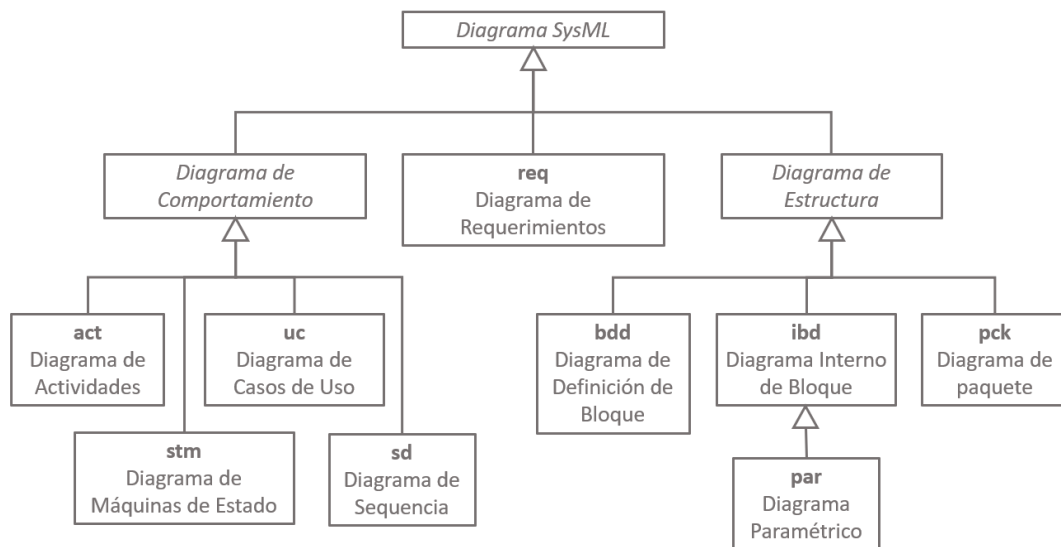 Diagrama SysML
Diagrama de
Comportamiento
req
Diagrama de
Requerimientos
Diagrama de
Estructura
act
Diagrama de
Actividades
uc
Diagrama de
Casos de Uso
bdd
Diagrama de
Definición de
Bloque
ibd
Diagrama Interno
de Bloque
pck
Diagrama de
paquete
stm
Diagrama de
Máquinas de Estado
sd
Diagrama de
Sequencia
par
Diagrama
Paramétrico